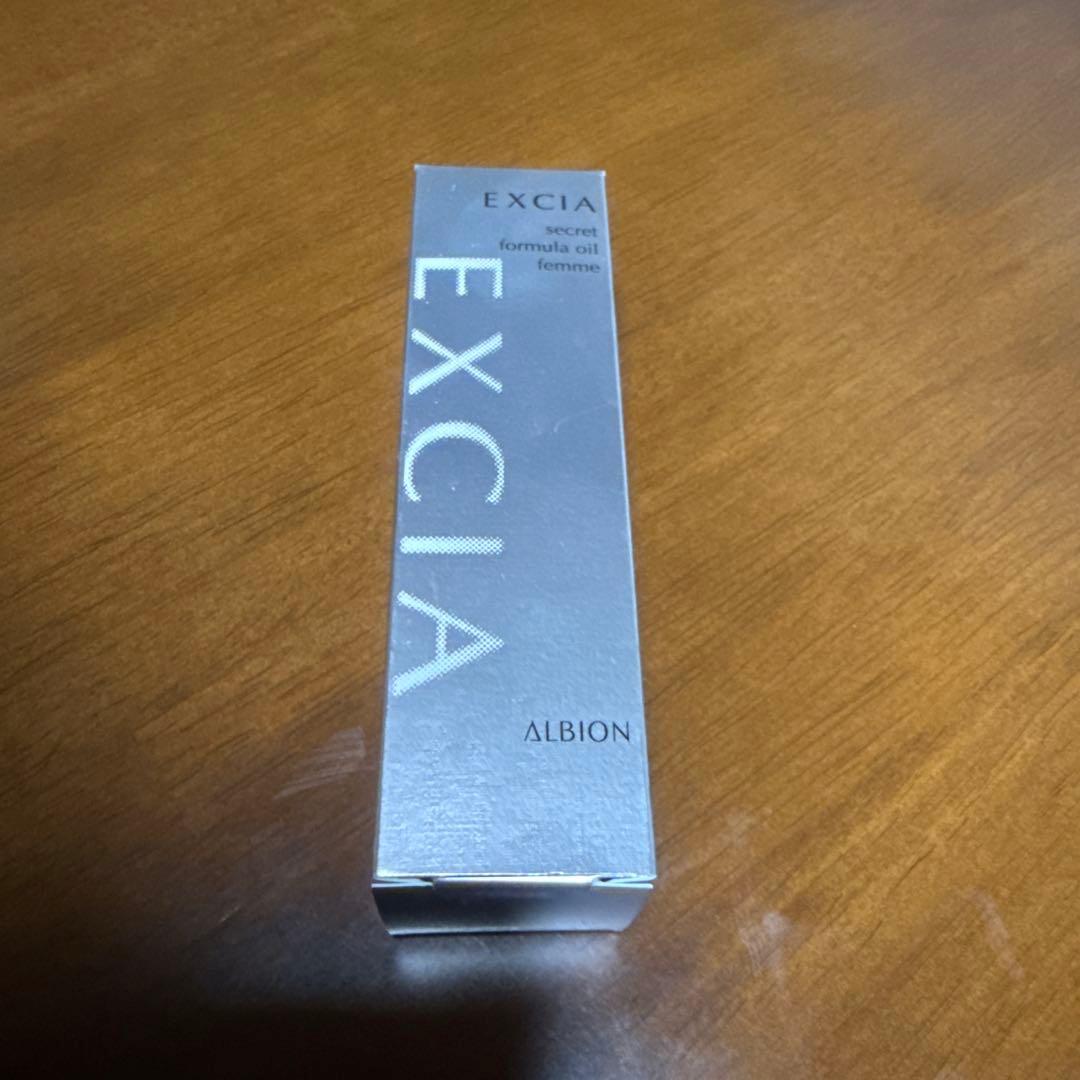 EXCIA
secret
formula oil
femme
EXCIA
ALBION